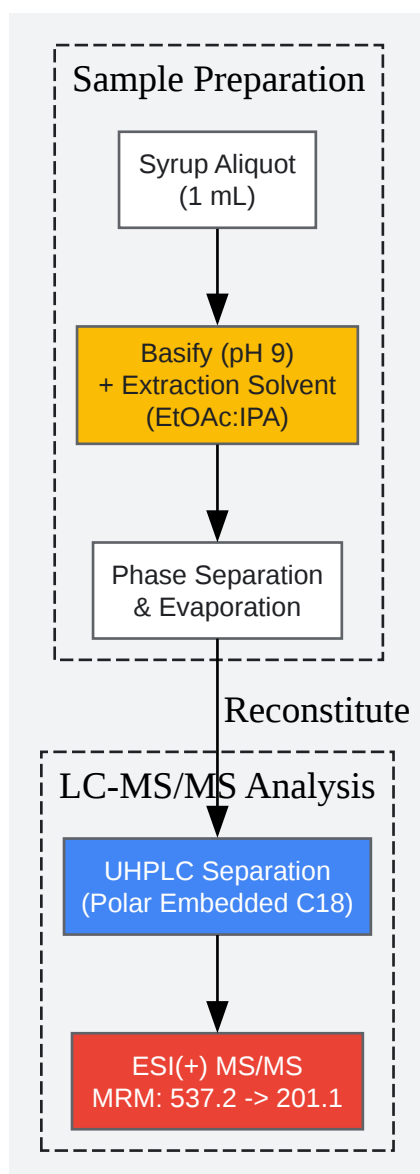 Sample Preparation
Syrup Aliquot
(1 mL)
Basify (pH 9)
+ Extraction Solvent
(EtOAc:IPA)
Phase Separation
& Evaporation
Reconstitute
LC-MS/MS Analysis
UHPLC Separation
(Polar Embedded C18)
ESI(+) MS/MS
MRM: 537.2 -> 201.1